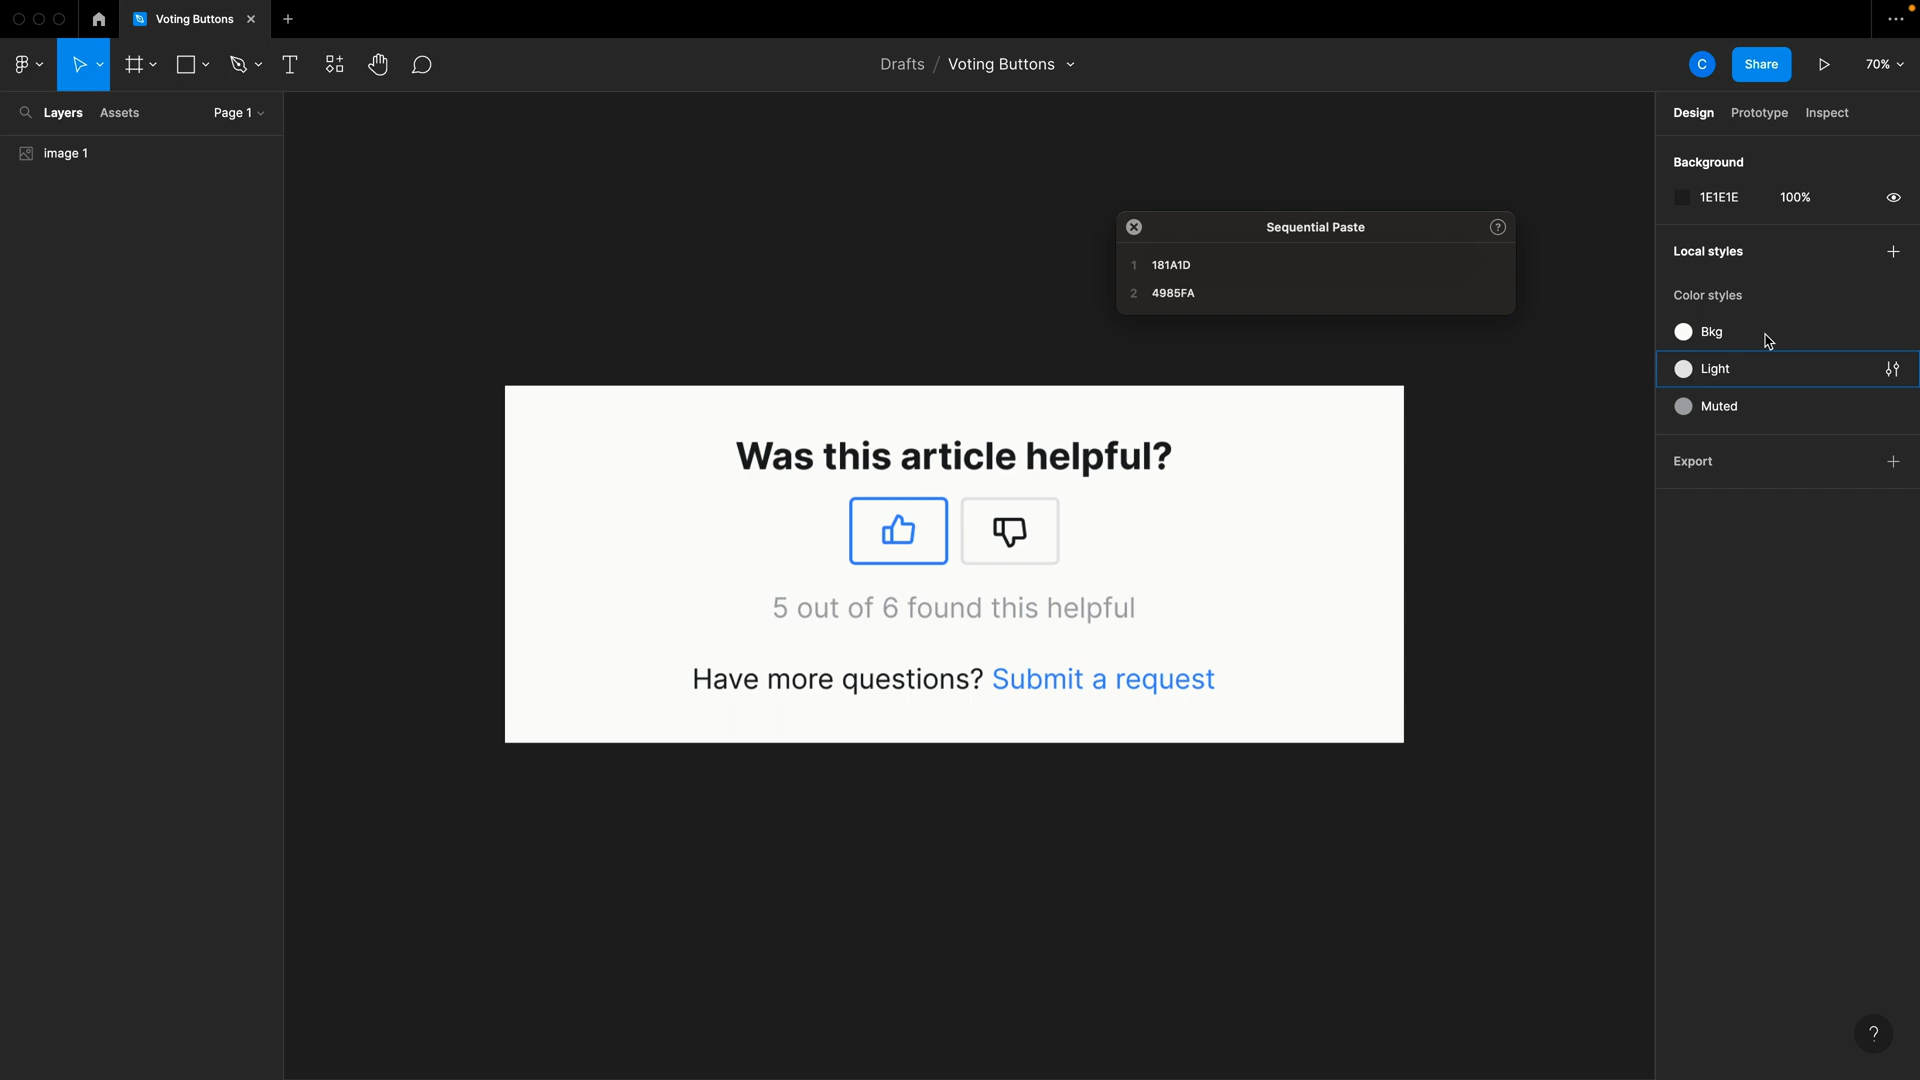 Voting Buttons
Drafts / Voting Buttons
C
Share
70%
Layers
Assets
Page 1
image 1
Design
Prototype
Inspect
Background
1E1E1E
100%
Local styles
Color styles
Bkg
Light
Muted
Export
Sequential Paste
?
1 181A1D
2 4985FA
Was this article helpful?
5 out of 6 found this helpful
Have more questions? Submit a request
?